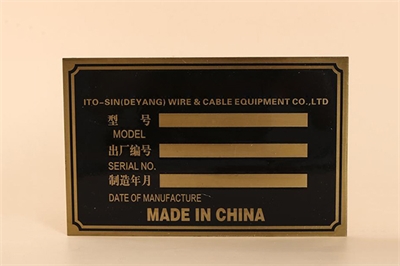 ITO-SIN(DEYANG) WIRE & CABLE EQUIPMENT CO.,LTD
型 号
MODEL
出厂编号
SERIAL NO.
制造年月
DATE OF MANUFACTURE
MADE IN CHINA